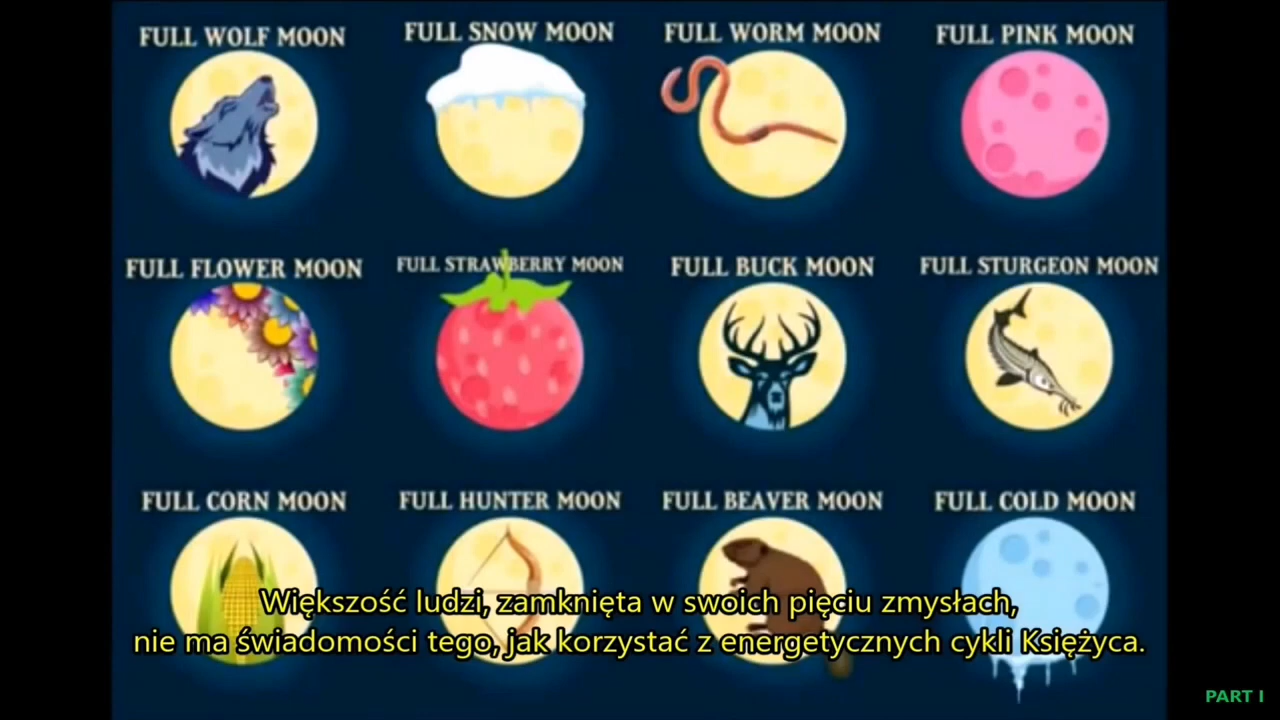 FULL WOLF MOON
FULL SNOW MOON
FULL WORM MOON
FULL PINK MOON
FULL FLOWER MOON
FULL STRAWBERRY MOON
FULL BUCK MOON
FULL STURGEON MOON
FULL CORN MOON
FULL HUNTER MOON
FULL BEAVER MOON
FULL COLD MOON
Większość ludzi, zamknięta w swoich pięciu zmysłach,
nie ma świadomości tego, jak korzystać z energetycznych cykli Księżyca.
PART I